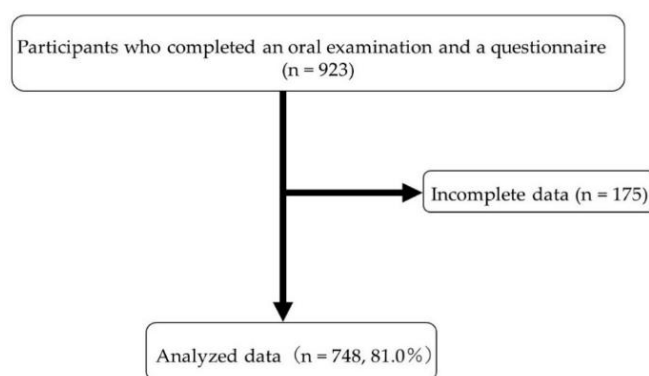 Participants who completed an oral examination and a questionnaire
(n = 923)
Incomplete data (n = 175)
Analyzed data（n = 748, 81.0%）